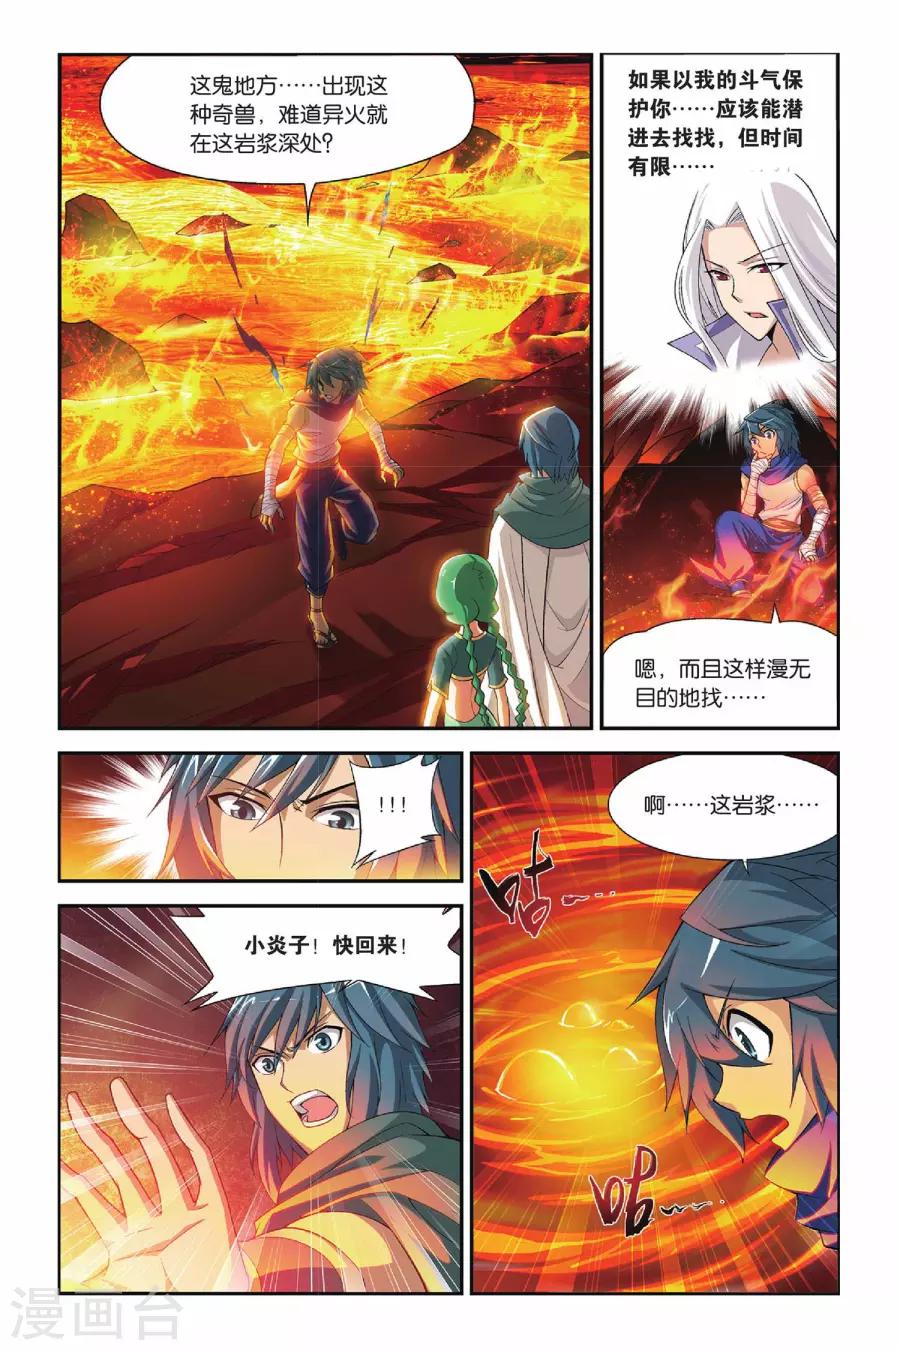 这鬼地方……出现这
种奇兽，难道异火就
在这岩浆深处？
如果以我的斗气保
护你……应该能潜
进去找找，但时间
有限……
嗯，而且这样漫无
目的地找……
啊……这岩浆……
咕……
咕……
!!!
小炎子！快回来！
漫画台